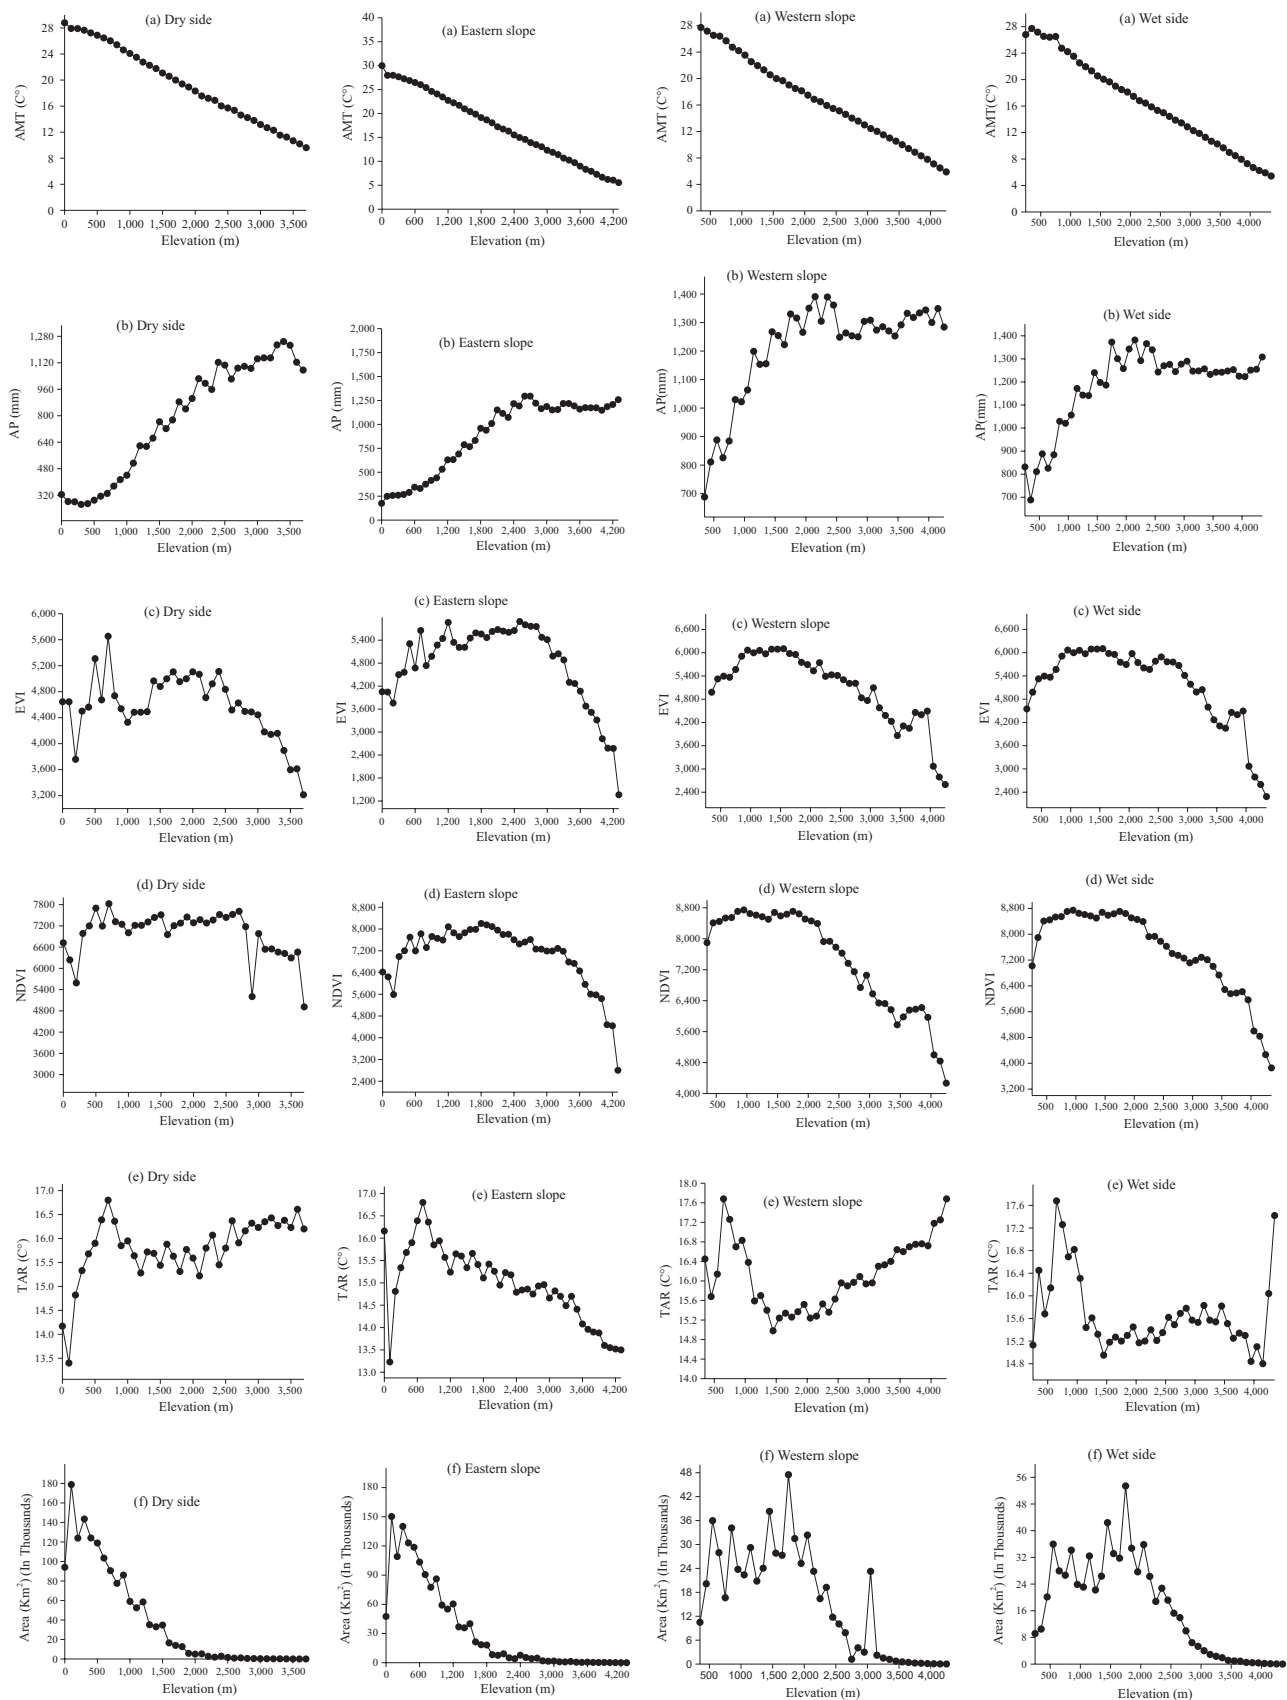 (a) Dry side
AMT (C°)
28
24
20
16
12
8
4
0
0 500 1,000 1,500 2,000 2,500 3,000 3,500
Elevation (m)
(a) Eastern slope
AMT (C°)
40
35
30
25
20
15
10
5
0
0 600 1,200 1,800 2,400 3,000 3,600 4,200
Elevation (m)
(a) Western slope
AMT (C°)
28
24
20
16
12
8
4
0
500 1,000 1,500 2,000 2,500 3,000 3,500 4,000
Elevation (m)
(a) Wet side
AMT(C°)
28
24
20
16
12
8
4
0
500 1,000 1,500 2,000 2,500 3,000 3,500 4,000
Elevation (m)
(b) Dry side
AP (mm)
1,280
1,120
960
800
640
480
320
0 500 1,000 1,500 2,000 2,500 3,000 3,500
Elevation (m)
(b) Eastern slope
AP (mm)
2,000
1,750
1,500
1,250
1,000
750
500
250
0
0 600 1,200 1,800 2,400 3,000 3,600 4,200
Elevation (m)
(b) Western slope
AP(mm)
1,400
1,300
1,200
1,100
1,000
900
800
700
500 1,000 1,500 2,000 2,500 3,000 3,500 4,000
Elevation (m)
(b) Wet side
AP(mm)
1,400
1,300
1,200
1,100
1,000
900
800
700
500 1,000 1,500 2,000 2,500 3,000 3,500 4,000
Elevation (m)
(c) Dry side
EVI
6,000
5,600
5,200
4,800
4,400
4,000
3,600
3,200
0 500 1,000 1,500 2,000 2,500 3,000 3,500
Elevation (m)
(c) Eastern slope
EVI
5,400
4,800
4,200
3,600
3,000
2,400
1,800
1,200
0 600 1,200 1,800 2,400 3,000 3,600 4,200
Elevation (m)
(c) Western slope
EVI
6,600
6,000
5,400
4,800
4,200
3,600
3,000
2,400
500 1,000 1,500 2,000 2,500 3,000 3,500 4,000
Elevation (m)
(c) Wet side
EVI
6,600
6,000
5,400
4,800
4,200
3,600
3,000
2,400
500 1,000 1,500 2,000 2,500 3,000 3,500 4,000
Elevation (m)
(d) Dry side
NDVI
7800
7200
6600
6000
5400
4800
4200
3600
3000
0 500 1,000 1,500 2,000 2,500 3,000 3,500
Elevation (m)
(d) Eastern slope
NDVI
8,800
8,000
7,200
6,400
5,600
4,800
4,000
3,200
2,400
0 600 1,200 1,800 2,400 3,000 3,600 4,200
Elevation (m)
(d) Western slope
NDVI
8,800
8,000
7,200
6,400
5,600
4,800
4,000
500 1,000 1,500 2,000 2,500 3,000 3,500 4,000
Elevation (m)
(d) Wet side
NDVI
8,800
8,000
7,200
6,400
5,600
4,800
4,000
3,200
500 1,000 1,500 2,000 2,500 3,000 3,500 4,000
Elevation (m)
(e) Dry side
TAR (C°)
17.0
16.5
16.0
15.5
15.0
14.5
14.0
13.5
0 500 1,000 1,500 2,000 2,500 3,000 3,500
Elevation (m)
(e) Eastern slope
TAR (C°)
17.0
16.5
16.0
15.5
15.0
14.5
14.0
13.5
13.0
0 600 1,200 1,800 2,400 3,000 3,600 4,200
Elevation (m)
(e) Western slope
TAR (C°)
18.0
17.6
17.2
16.8
16.4
16.0
15.6
15.2
14.8
14.4
14.0
500 1,000 1,500 2,000 2,500 3,000 3,500 4,000
Elevation (m)
(e) Wet side
TAR (C°)
17.6
17.2
16.8
16.4
16.0
15.6
15.2
14.8
500 1,000 1,500 2,000 2,500 3,000 3,500 4,000
Elevation (m)
(f) Dry side
Area (Km²) (In Thousands)
180
160
140
120
100
80
60
40
20
0
0 500 1,000 1,500 2,000 2,500 3,000 3,500
Elevation (m)
(f) Eastern slope
Area (Km²) (In Thousands)
180
150
120
90
60
30
0
0 600 1,200 1,800 2,400 3,000 3,600 4,200
Elevation (m)
(f) Western slope
Area (Km²) (In Thousands)
48
42
36
30
24
18
12
6
0
500 1,000 1,500 2,000 2,500 3,000 3,500 4,000
Elevation (m)
(f) Wet side
Area (Km²) (In Thousands)
56
48
40
32
24
16
8
0
500 1,000 1,500 2,000 2,500 3,000 3,500 4,000
Elevation (m)